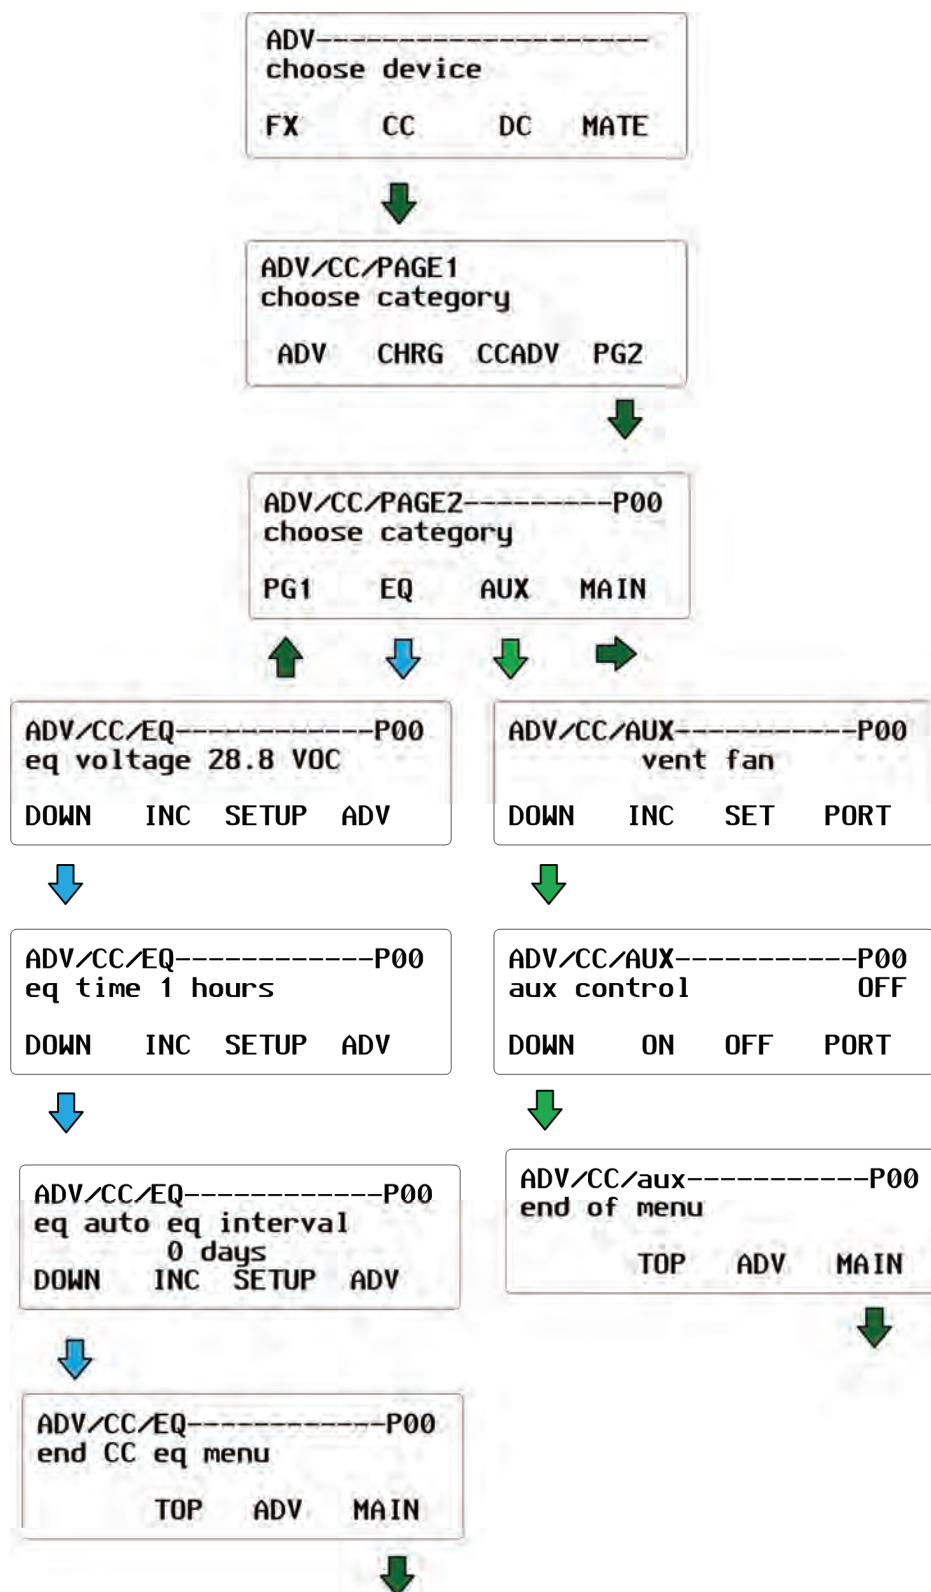 ADV---------------------
choose device
FX CC DC MATE
ADV/CC/PAGE1
choose category
ADV CHRG CCADV PG2
ADV/CC/PAGE2---------P00
choose category
PG1 EQ AUX MAIN
ADV/CC/EQ------------P00
eq voltage 28.8 VOC
DOWN INC SETUP ADV
ADV/CC/AUX-----------P00
vent fan
DOWN INC SET PORT
ADV/CC/EQ------------P00
eq time 1 hours
DOWN INC SETUP ADV
ADV/CC/AUX-----------P00
aux control OFF
DOWN ON OFF PORT
ADV/CC/EQ------------P00
eq auto eq interval
0 days
DOWN INC SETUP ADV
ADV/CC/aux-----------P00
end of menu
TOP ADV MAIN
ADV/CC/EQ------------P00
end CC eq menu
TOP ADV MAIN